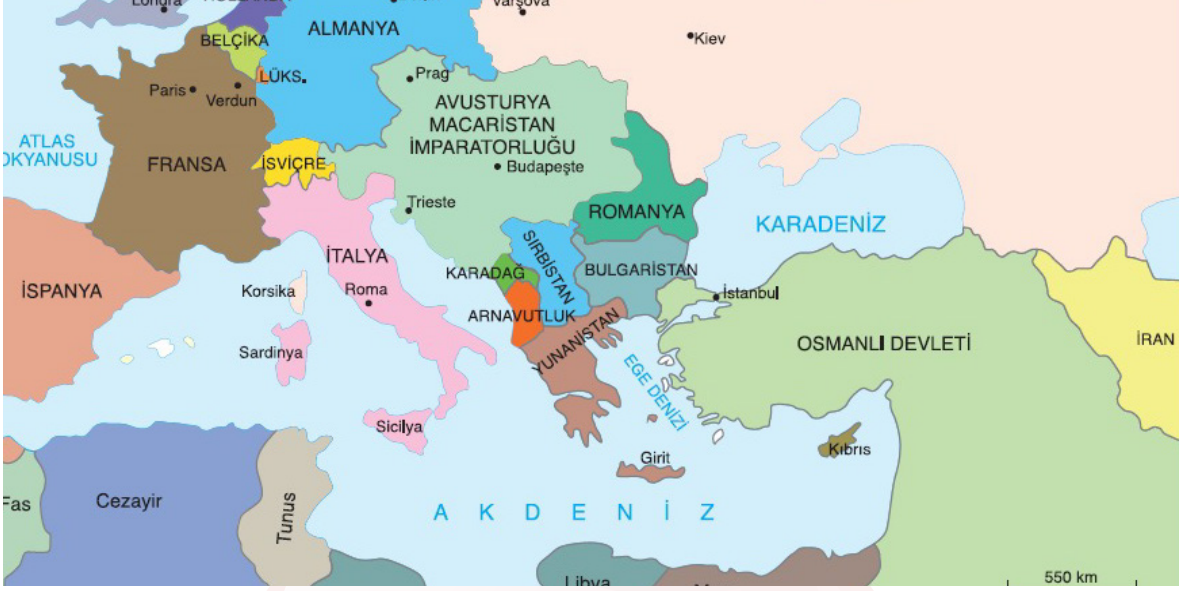 Londra
Varşova
ALMANYA
BELÇİKA
Kiev
LÜKS.
Prag
Paris
Verdun
AVUSTURYA
MACARİSTAN
İMPARATORLUĞU
ATLAS
OKYANUSU
FRANSA
İSVİÇRE
Budapeşte
Trieste
ROMANYA
KARADENİZ
SIRBİSTAN
İTALYA
KARADAĞ
BULGARİSTAN
İSPANYA
Korsika
Roma
İstanbul
ARNAVUTLUK
YUNANİSTAN
OSMANLI DEVLETİ
İRAN
Sardinya
EGE DENİZİ
Sicilya
Kıbrıs
Girit
Fas
Cezayir
Tunus
AKDENİZ
Libya
550 km